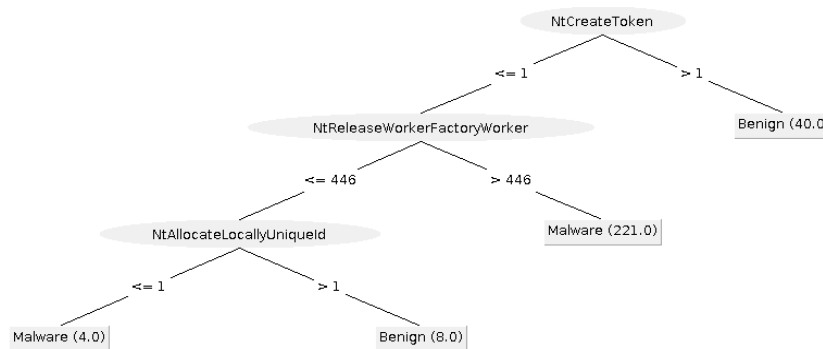 NtCreateToken
<= 1
> 1
NtReleaseWorkerFactoryWorker
Benign (40.0
<= 446
> 446
NtAllocateLocallyUniqueId
Malware (221.0)
<= 1
> 1
Malware (4.0)
Benign (8.0)